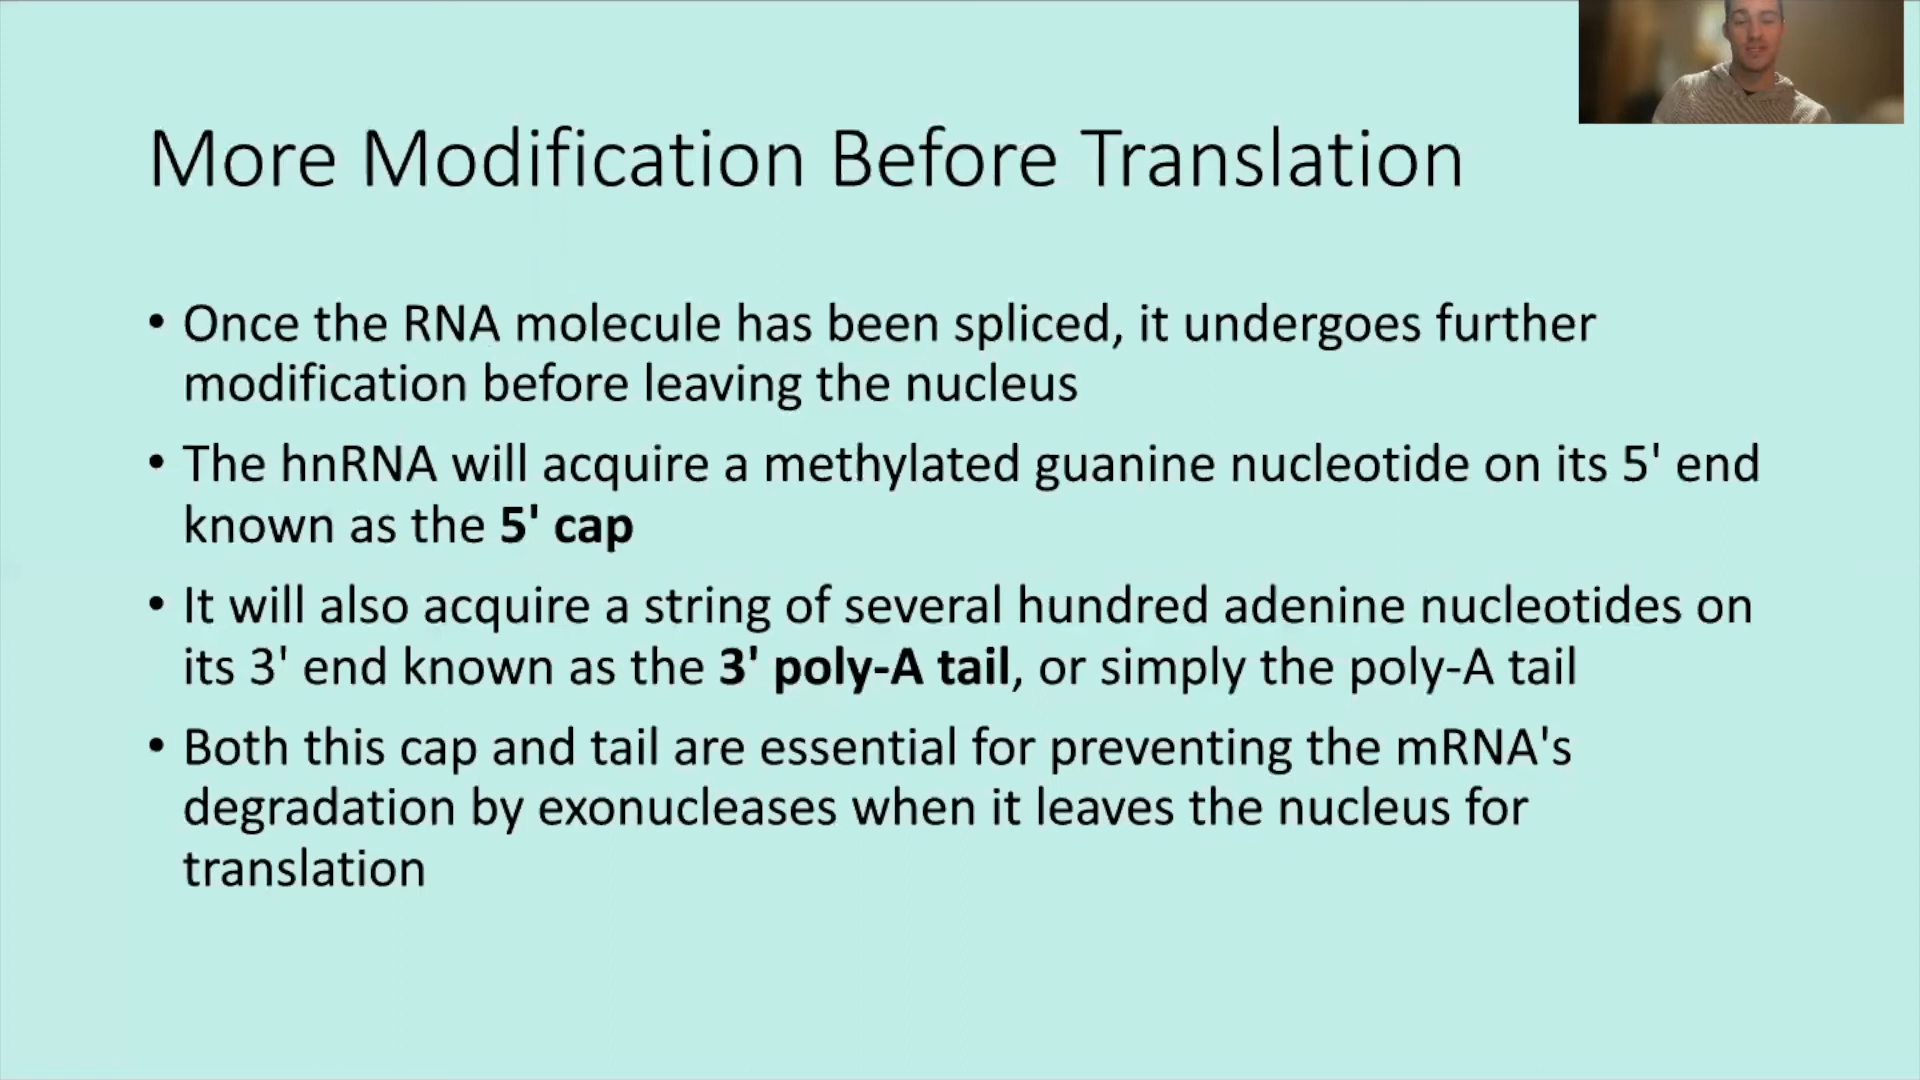 More Modification Before Translation
• Once the RNA molecule has been spliced, it undergoes further
modification before leaving the nucleus
• The hnRNA will acquire a methylated guanine nucleotide on its 5' end
known as the 5' cap
• It will also acquire a string of several hundred adenine nucleotides on
its 3' end known as the 3' poly-A tail, or simply the poly-A tail
• Both this cap and tail are essential for preventing the mRNA's
degradation by exonucleases when it leaves the nucleus for
translation